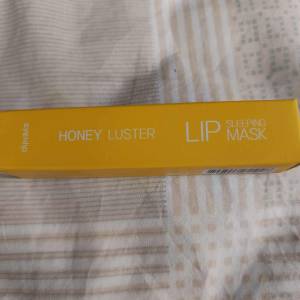 HONEY LUSTER
LIP
SLEEPING
MASK